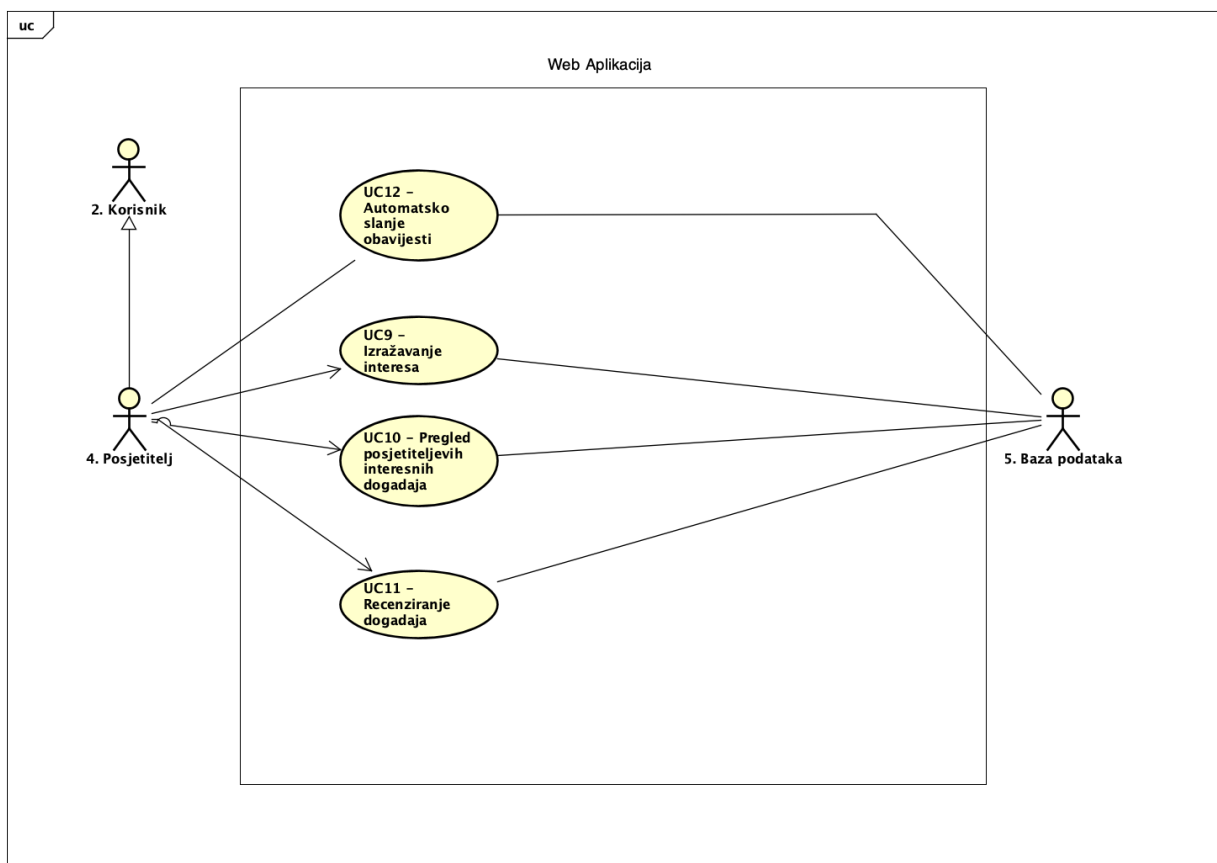 uc
Web Aplikacija
2. Korisnik
UC12 –
Automatsko
slanje
obavijesti
UC9 –
Izražavanje
interesa
4. Posjetitelj
UC10 – Pregled
posjetiteljevih
interesnih
događaja
5. Baza podataka
UC11 –
Recenziranje
događaja